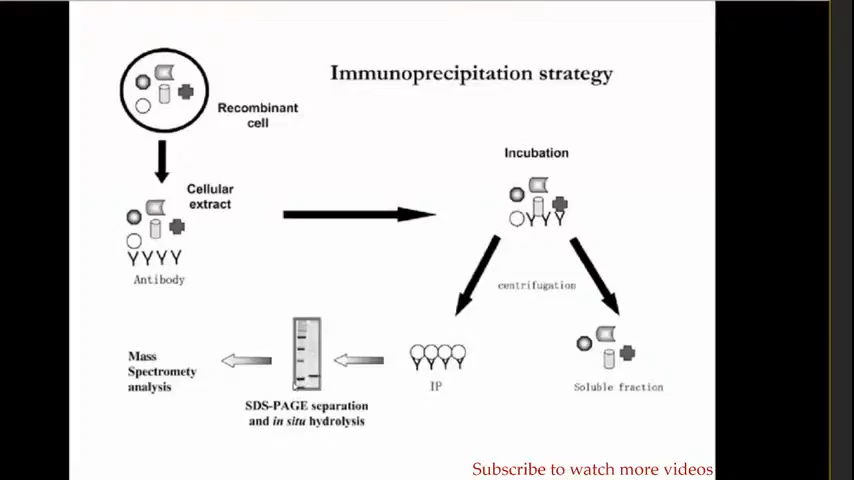 Immunoprecipitation strategy
Recombinant
cell
Cellular
extract
Antibody
Incubation
centrifugation
IP
Soluble fraction
SDS-PAGE separation
and in situ hydrolysis
Mass
Spectromety
analysis
Subscribe to watch more videos